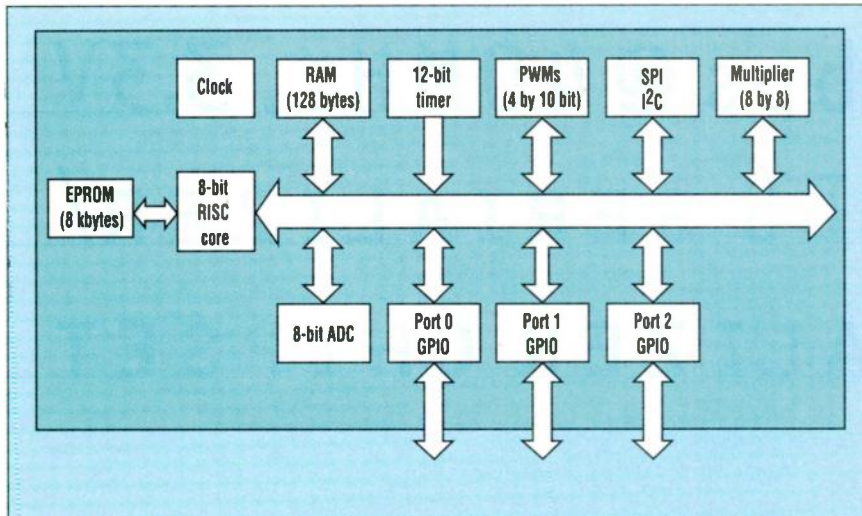 Clock
RAM
(128 bytes)
12-bit
timer
PWMs
(4 by 10 bit)
SPI
I²C
Multiplier
(8 by 8)
EPROM
(8 kbytes)
8-bit
RISC
core
8-bit ADC
Port 0
GPIO
Port 1
GPIO
Port 2
GPIO